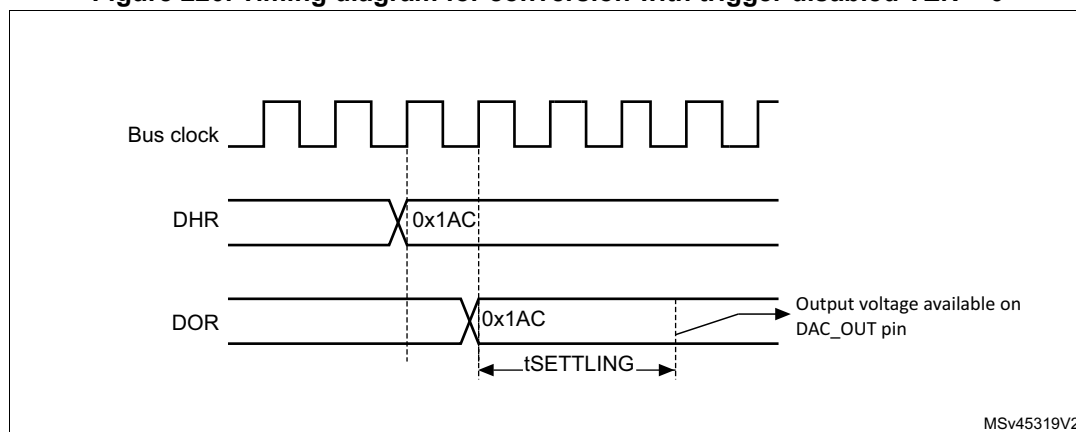 Bus clock
DHR
0x1AC
DOR
0x1AC
Output voltage available on
DAC_OUT pin
tSETTLING
MSv45319V2